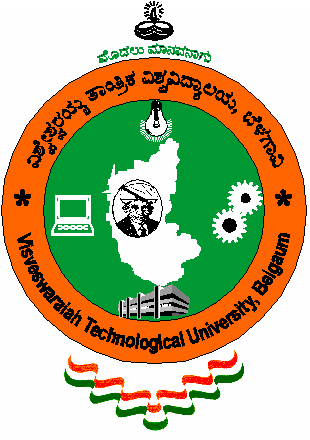 ಮೊದಲು ಮಾನವನಾಗು
ವಿಶ್ವೇಶ್ವರಯ್ಯ ತಾಂತ್ರಿಕ ವಿಶ್ವವಿದ್ಯಾಲಯ, ಬೆಳಗಾವಿ
Visveswaraiah Technological University, Belgaum